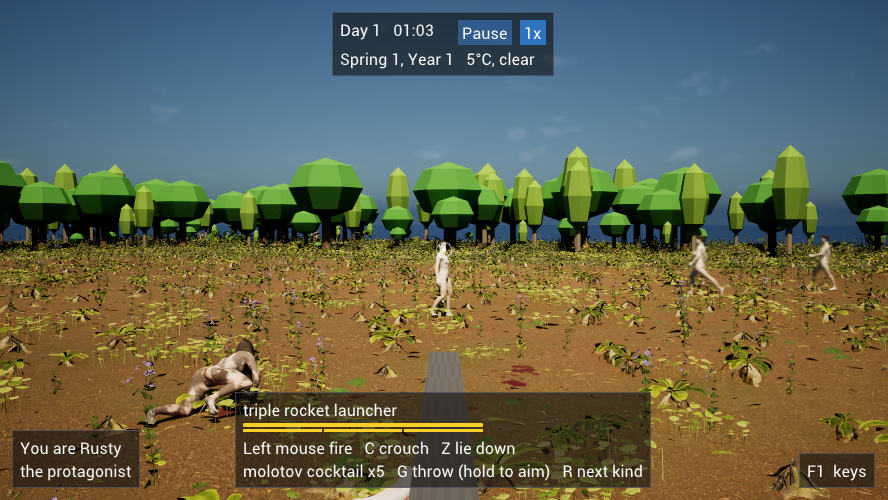 Day 1 01:03 Pause 1x
Spring 1, Year 1 5°C, clear
triple rocket launcher
Left mouse fire C crouch Z lie down
molotov cocktail x5 G throw (hold to aim) R next kind
You are Rusty
the protagonist
F1 keys